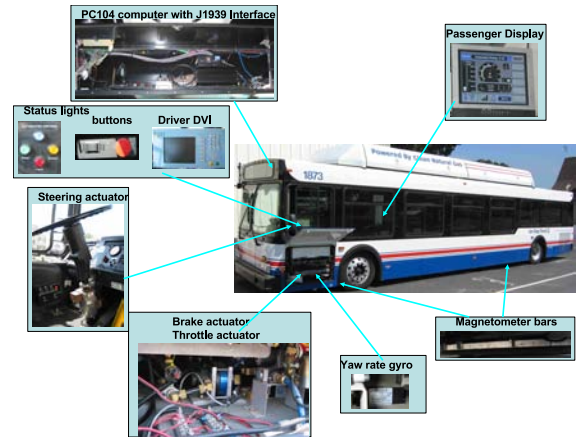 PC104 computer with J1939 Interface
Passenger Display
Status lights
buttons
Driver DVI
Powered By Clean Natural Gas
1873
Steering actuator
Brake actuator
Throttle actuator
Yaw rate gyro
Magnetometer bars